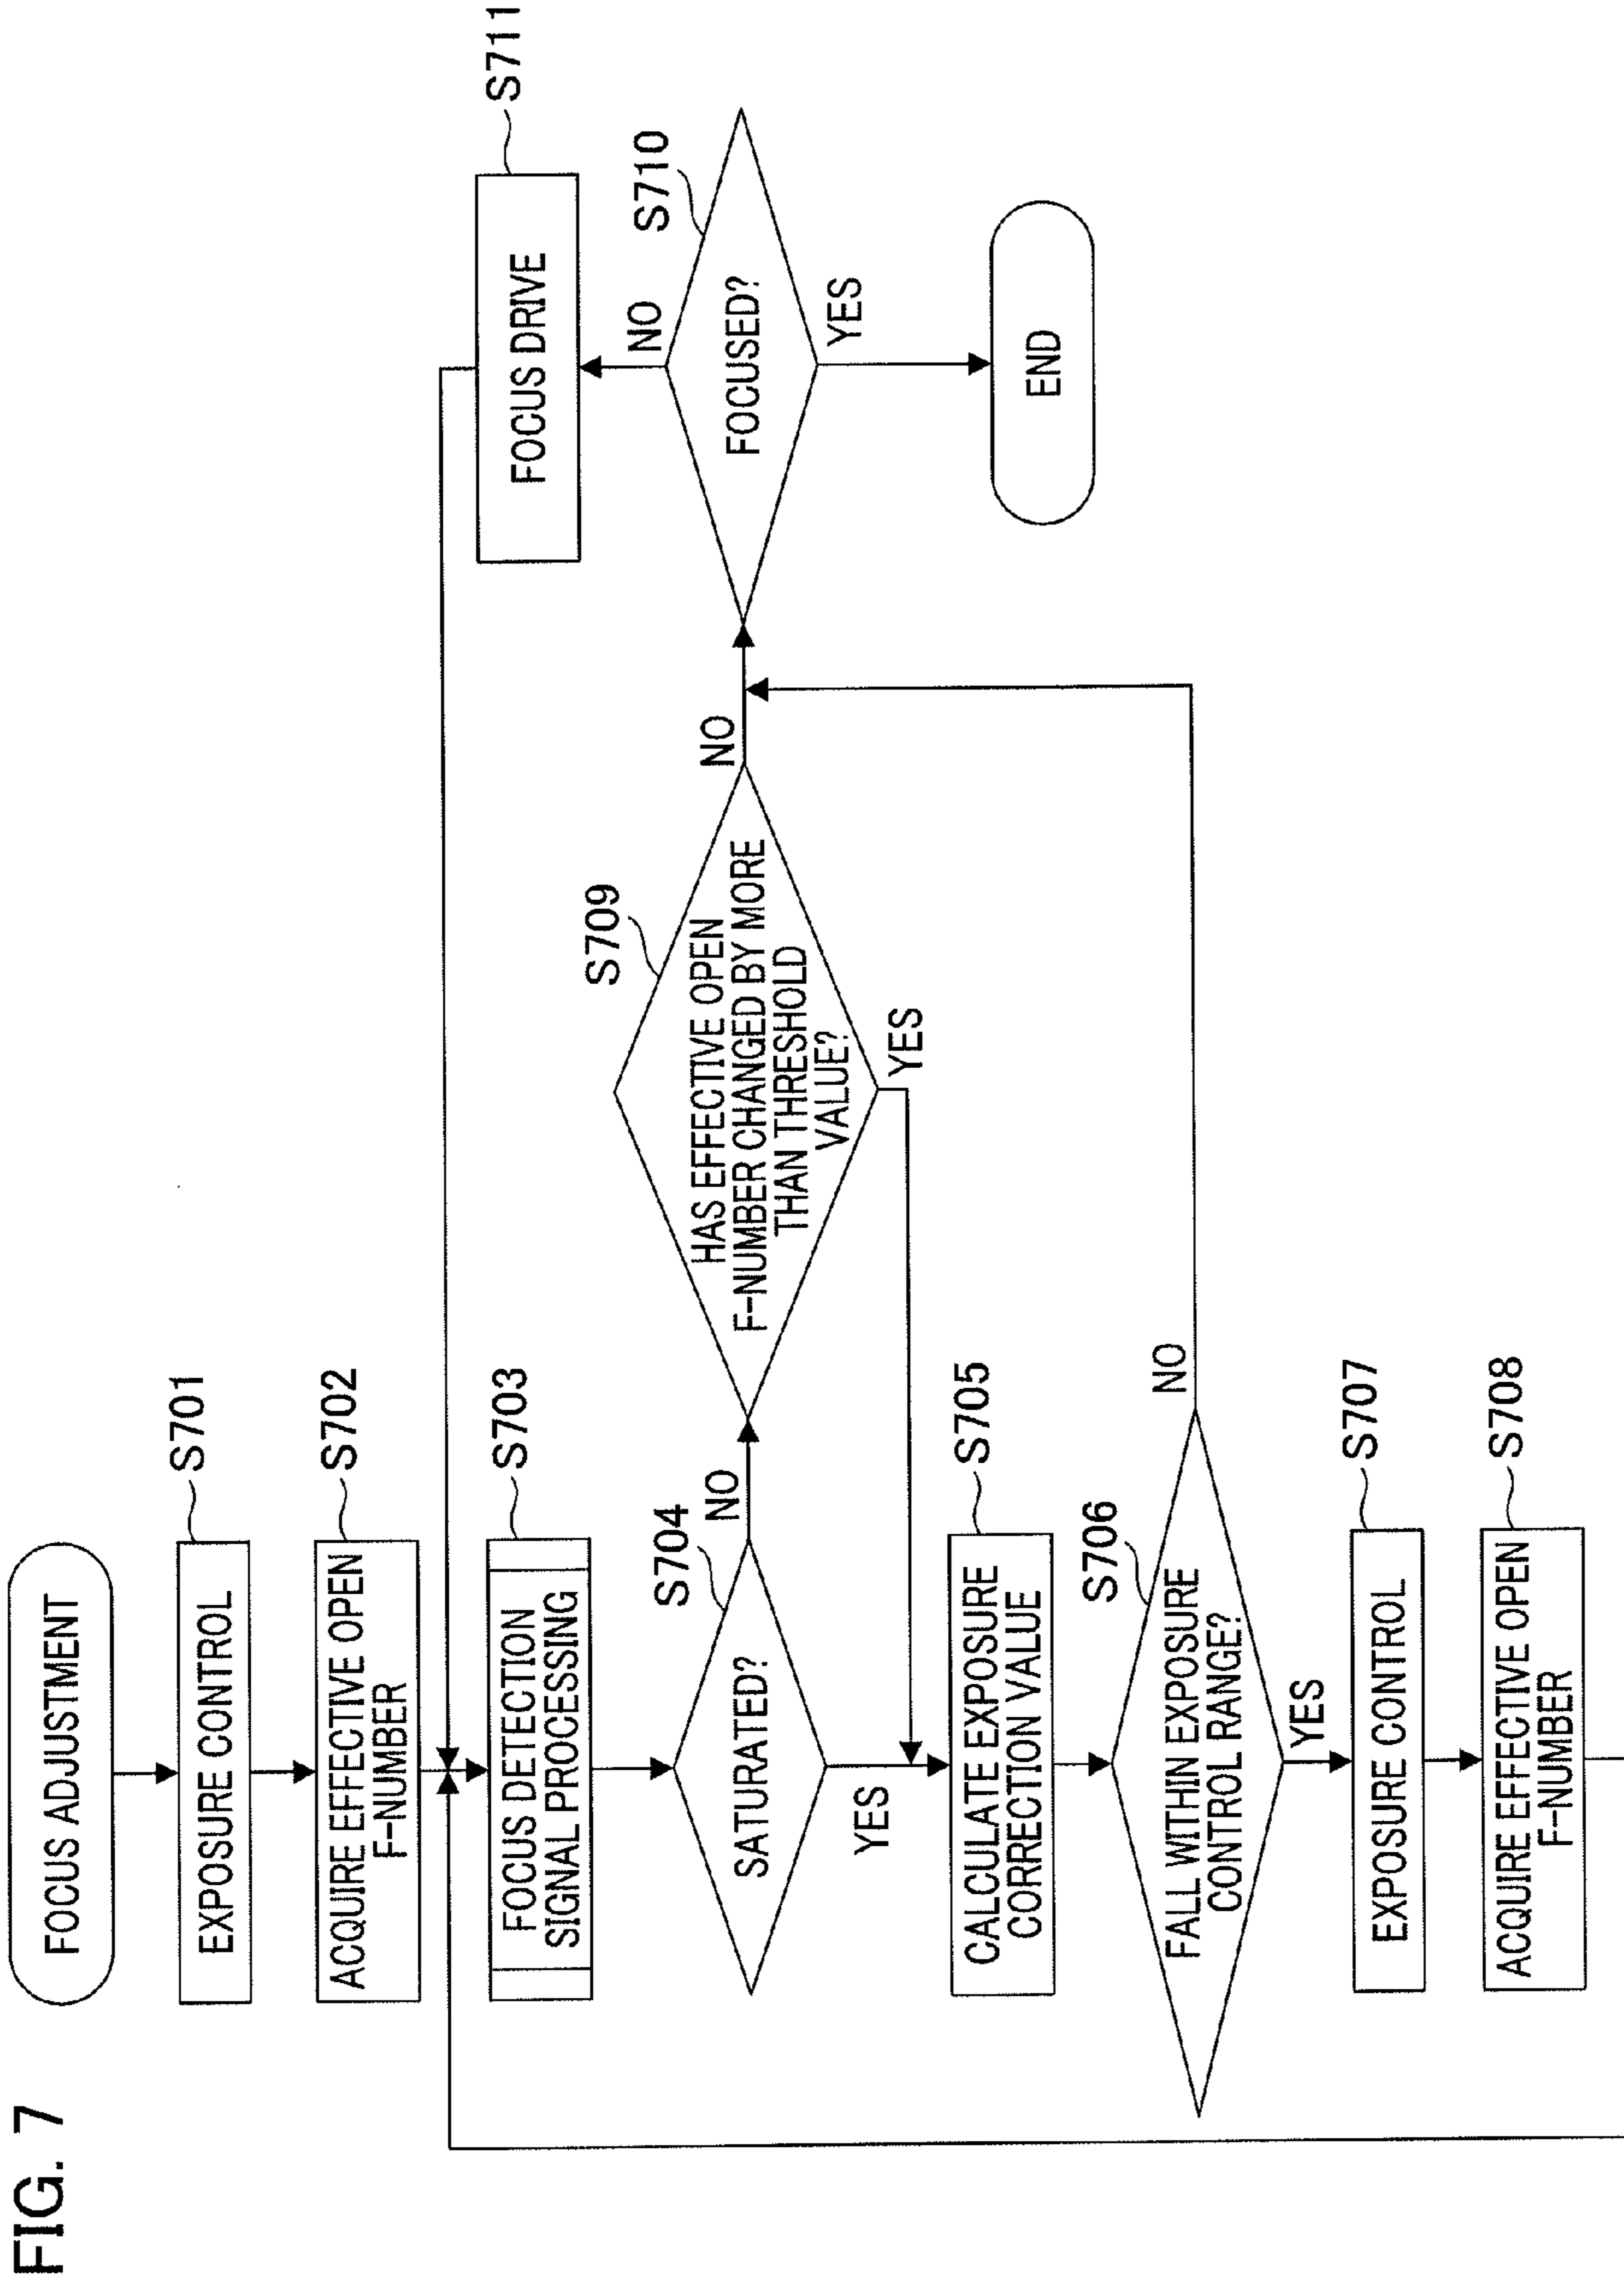 FIG. 7
FOCUS ADJUSTMENT
EXPOSURE CONTROL
S701
ACQUIRE EFFECTIVE OPEN
F-NUMBER
S702
FOCUS DETECTION
SIGNAL PROCESSING
S703
SATURATED?
S704
NO
YES
CALCULATE EXPOSURE
CORRECTION VALUE
S705
FALL WITHIN EXPOSURE
CONTROL RANGE?
S706
NO
YES
EXPOSURE CONTROL
S707
ACQUIRE EFFECTIVE OPEN
F-NUMBER
S708
HAS EFFECTIVE OPEN
F-NUMBER CHANGED BY MORE
THAN THRESHOLD
VALUE?
S709
NO
YES
FOCUSED?
S710
NO
YES
FOCUS DRIVE
S711
END